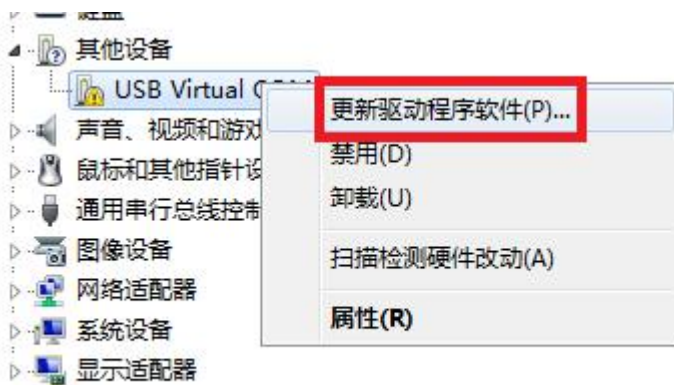 其他设备
USB Virtual
更新驱动程序软件(P)...
声音、视频和游戏
禁用(D)
鼠标和其他指针设
卸载(U)
通用串行总线控制
图像设备
扫描检测硬件改动(A)
网络适配器
系统设备
属性(R)
显示适配器